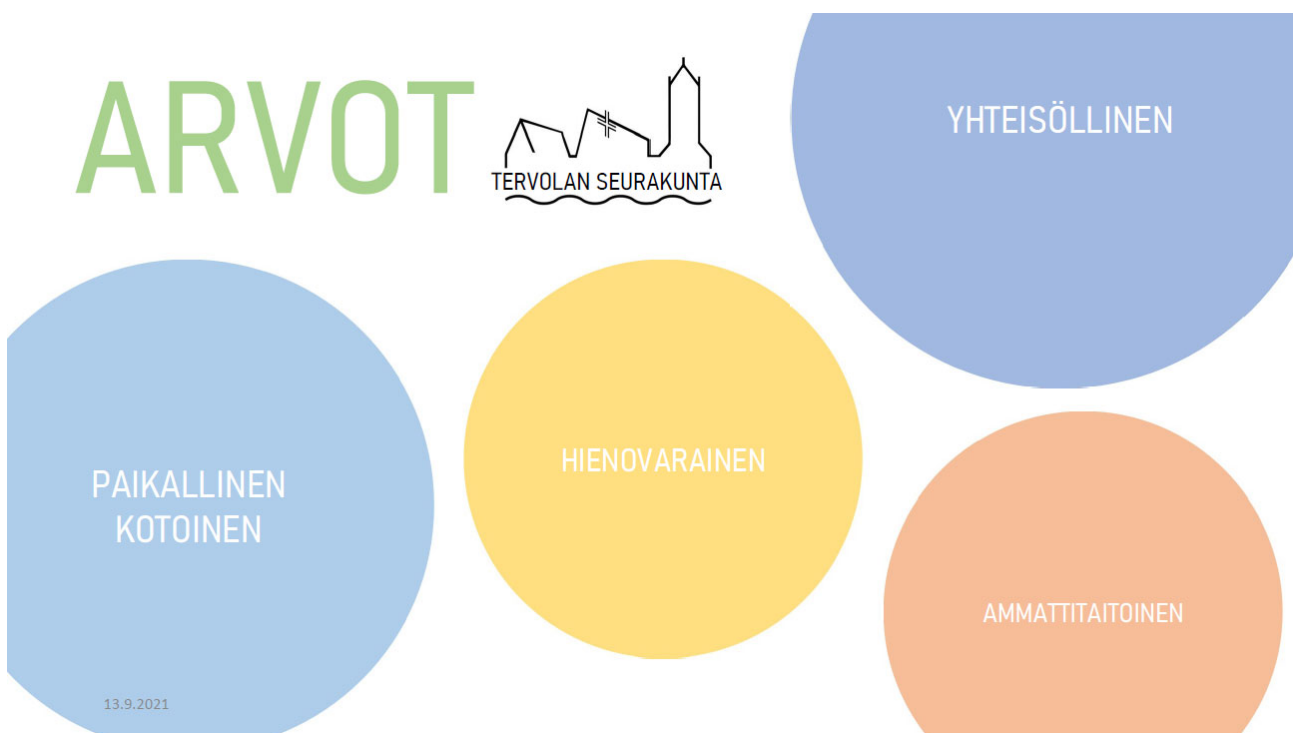 ARVOT
TERVOLAN SEURAKUNTA
YHTEISÖLLINEN
PAIKALLINEN
KOTOINEN
HIENOVARAINEN
AMMATTITAITOINEN
13.9.2021